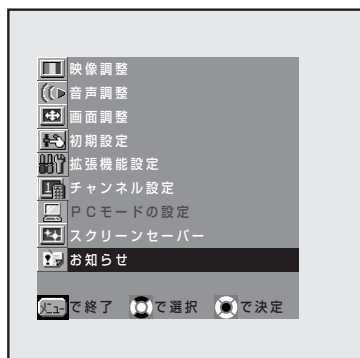 映像調整
音声調整
画面調整
初期設定
拡張機能設定
チャンネル設定
PCモードの設定
スクリーンセーバー
お知らせ
メニューで終了 で選択 で決定